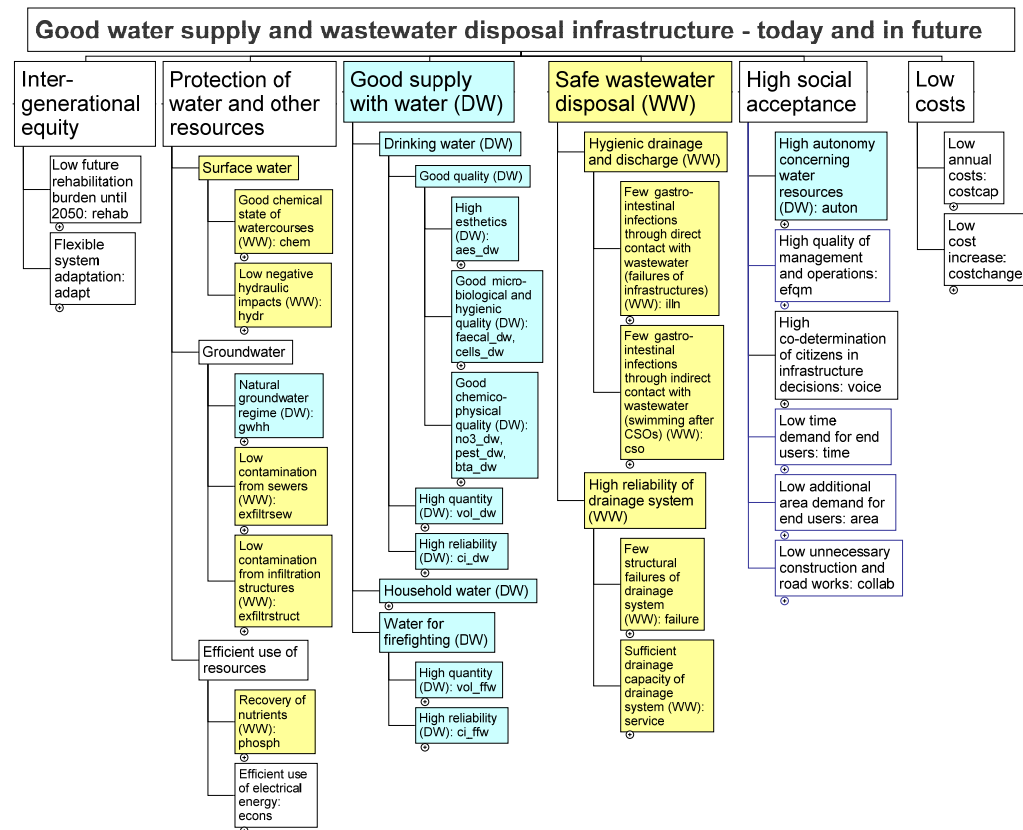 Good water supply and wastewater disposal infrastructure - today and in future
Inter-
generational
equity
Low future
rehabilitation
burden until
2050: rehab
Flexible
system
adaptation:
adapt
Protection of
water and other
resources
Surface water
Good chemical
state of
watercourses
(WW): chem
Low negative
hydraulic
impacts (WW):
hydr
Groundwater
Natural
groundwater
regime (DW):
gwhh
Low
contamination
from sewers
(WW):
exfiltrsew
Low
contamination
from infiltration
structures
(WW):
exfiltrstruct
Efficient use of
resources
Recovery of
nutrients
(WW):
phosph
Efficient use
of electrical
energy:
econs
Good supply
with water (DW)
Drinking water (DW)
Good quality (DW)
High
esthetics
(DW):
aes_dw
Good micro-
biological and
hygienic
quality (DW):
faecal_dw,
cells_dw
Good
chemico-
physical
quality (DW):
no3_dw,
pest_dw,
bta_dw
High quantity
(DW): vol_dw
High reliability
(DW): ci_dw
Household water (DW)
Water for
firefighting (DW)
High quantity
(DW): vol_ffw
High reliability
(DW): ci_ffw
Safe wastewater
disposal (WW)
Hygienic drainage
and discharge (WW)
Few gastro-
intestinal
infections
through direct
contact with
wastewater
(failures of
infrastructures)
(WW): illn
Few gastro-
intestinal
infections
through indirect
contact with
wastewater
(swimming after
CSOs) (WW):
cso
High reliability of
drainage system
(WW)
Few
structural
failures of
drainage
system
(WW): failure
Sufficient
drainage
capacity of
drainage
system (WW):
service
High social
acceptance
High autonomy
concerning
water
resources
(DW): auton
High quality of
management
and operations:
efqm
High
co-determination
of citizens in
infrastructure
decisions: voice
Low time
demand for end
users: time
Low additional
area demand for
end users: area
Low unnecessary
construction and
road works: collab
Low
costs
Low
annual
costs:
costcap
Low
cost
increase:
costchange